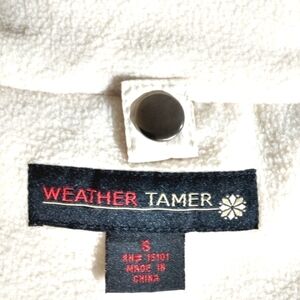 WEATHER TAMER
S
RN# 15101
MADE IN
CHINA